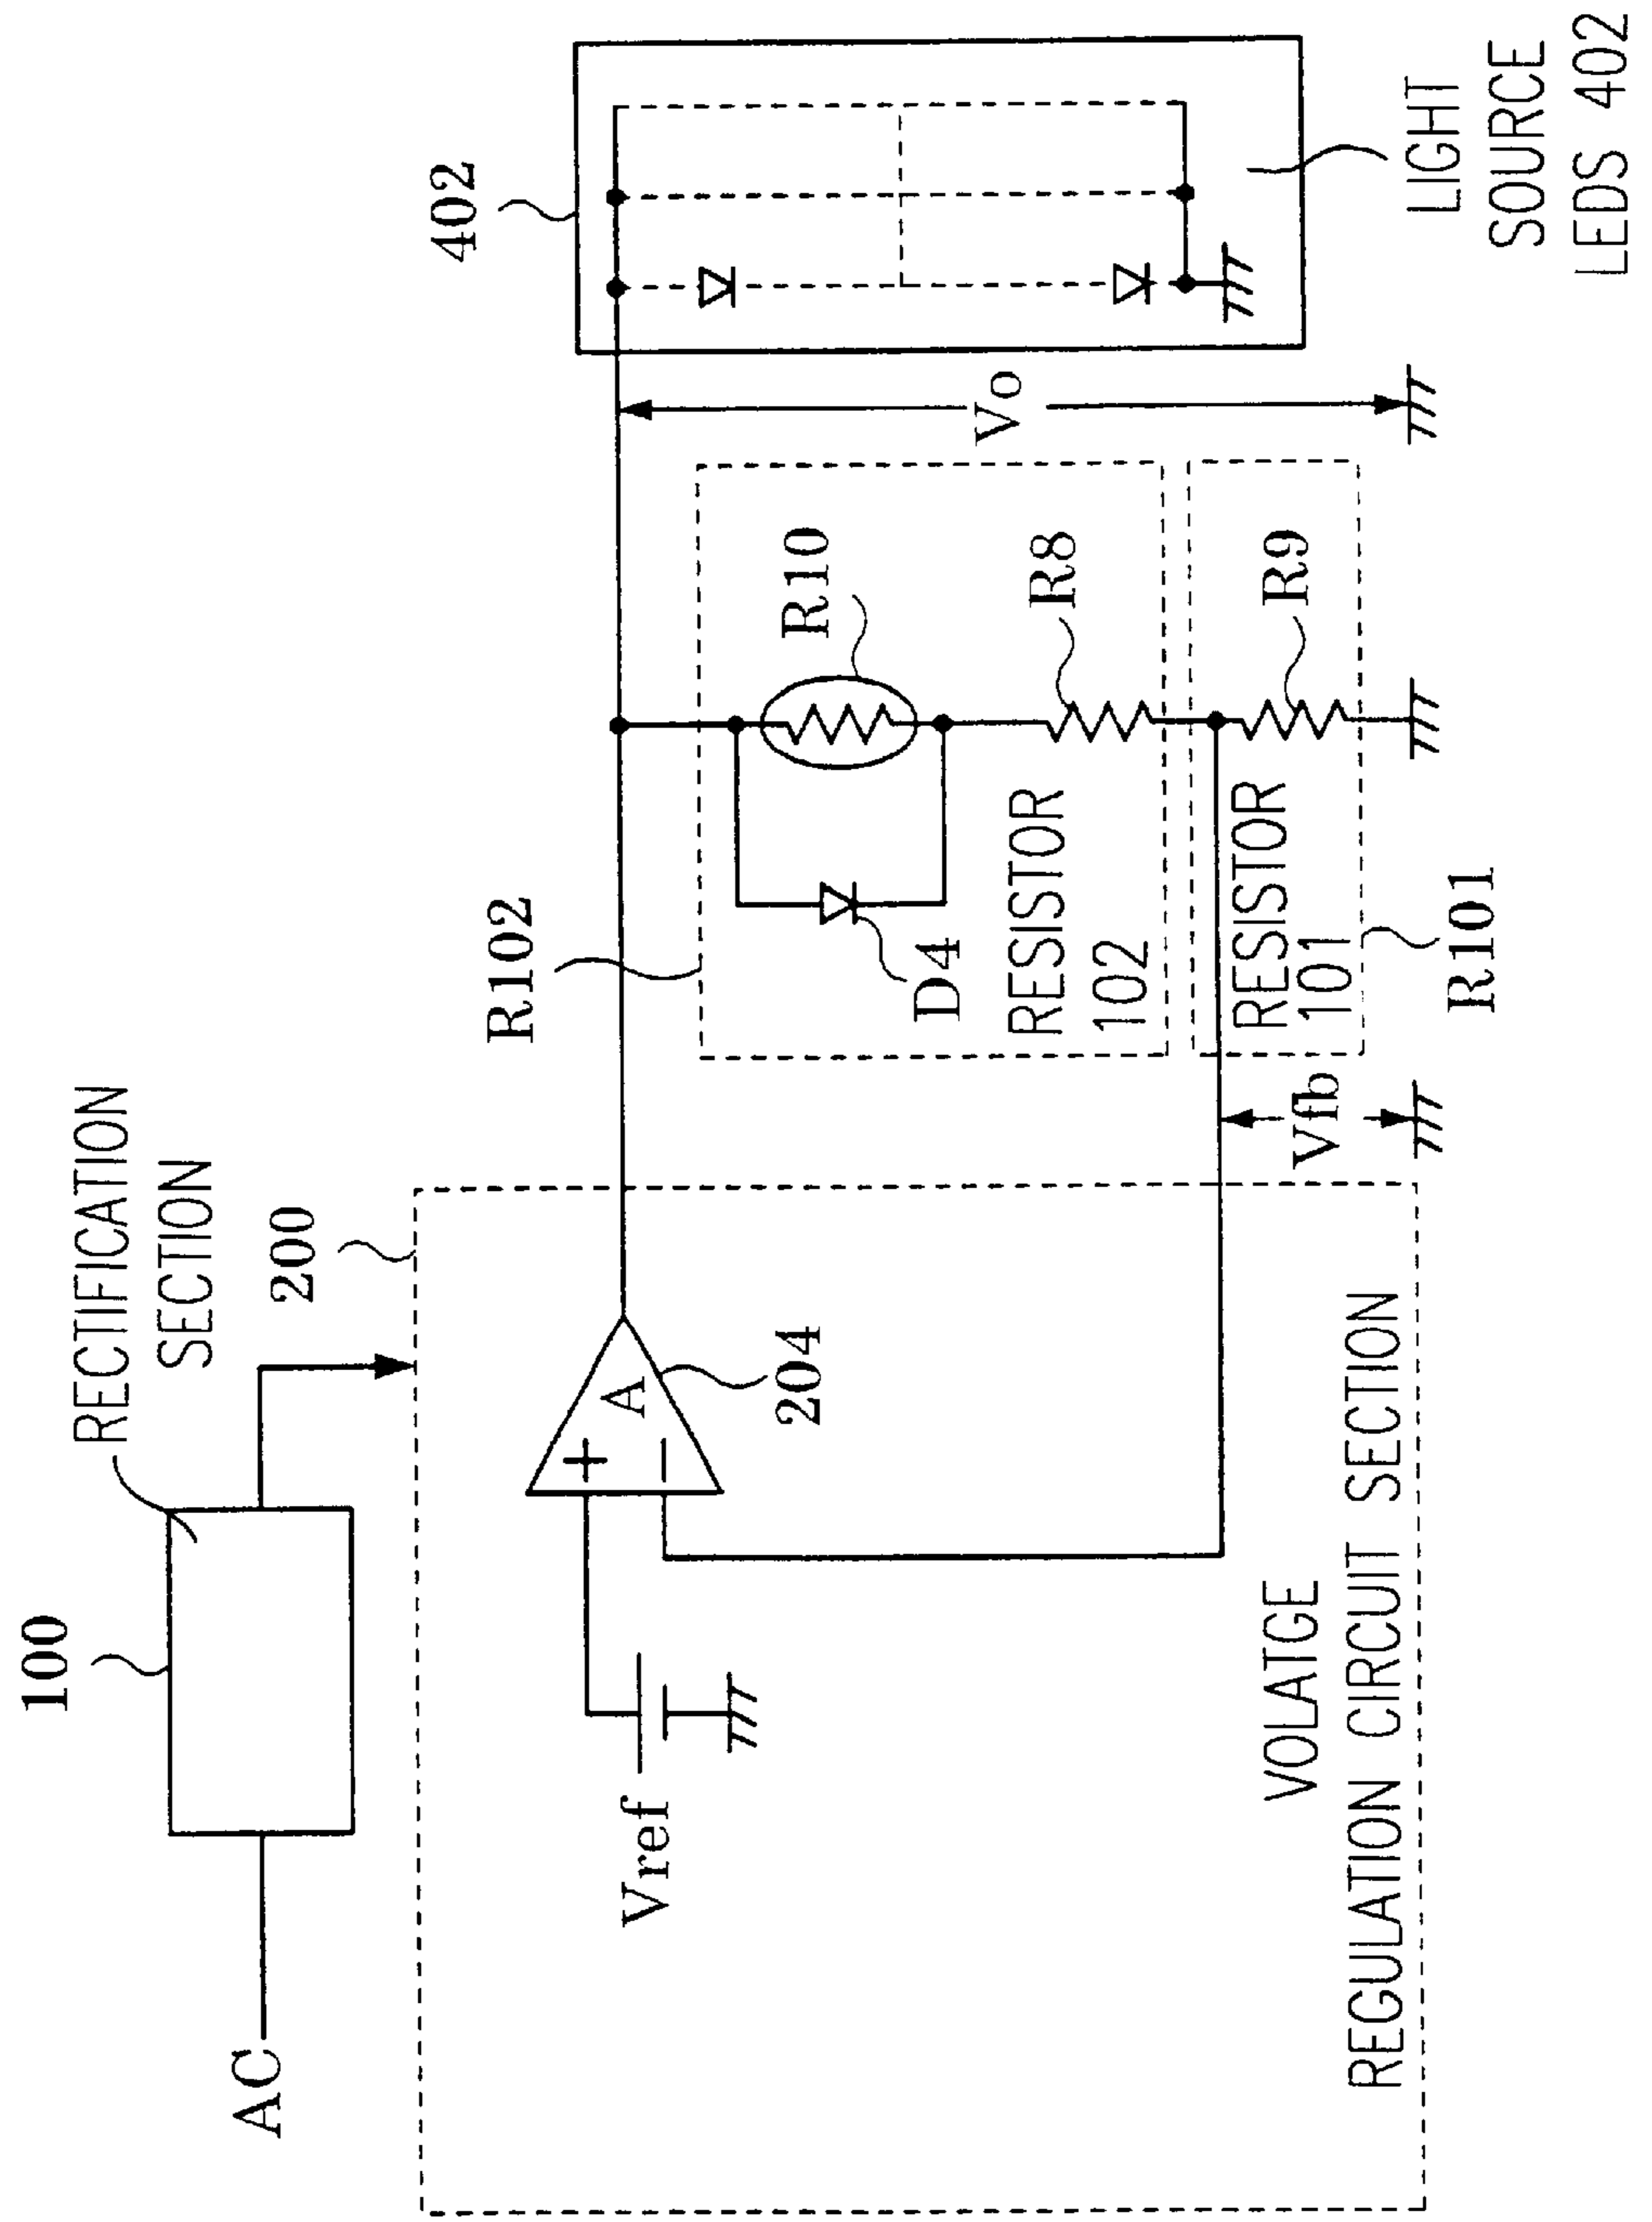 100
RECTIFICATION
SECTION
AC
200
Vref
A
204
VOLATGE
REGULATION CIRCUIT SECTION
Vfb
R102
D4
R10
R8
RESISTOR
102
RESISTOR
101
R9
R101
Vo
402
LIGHT
SOURCE
LEDS 402
+
−